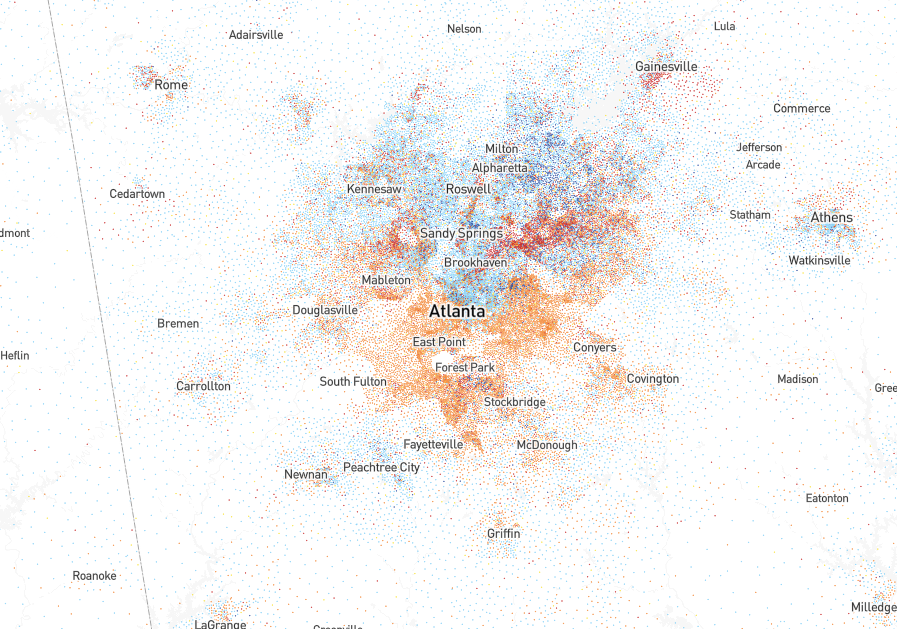 Nelson
Lula
Adairsville
Gainesville
Rome
Commerce
Milton
Jefferson
Arcade
Alpharetta
Kennesaw
Roswell
Cedartown
Statham
Athens
dmont
Sandy Springs
Watkinsville
Brookhaven
Mableton
Douglasville
Atlanta
Bremen
East Point
Conyers
Heflin
Forest Park
South Fulton
Covington
Madison
Carrollton
Gree
Stockbridge
Fayetteville
McDonough
Peachtree City
Newnan
Eatonton
Griffin
Roanoke
Milledg
LaGrange
Greenville